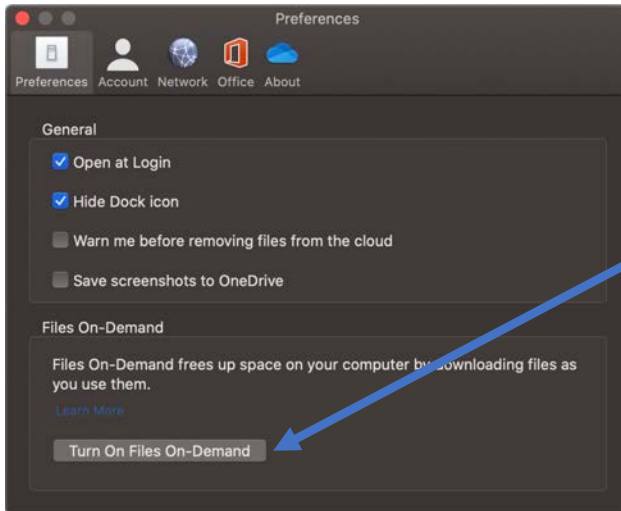 Preferences
Preferences Account Network Office About
General
Open at Login
Hide Dock icon
Warn me before removing files from the cloud
Save screenshots to OneDrive
Files On-Demand
Files On-Demand frees up space on your computer by downloading files as
you use them.
Learn More
Turn On Files On-Demand